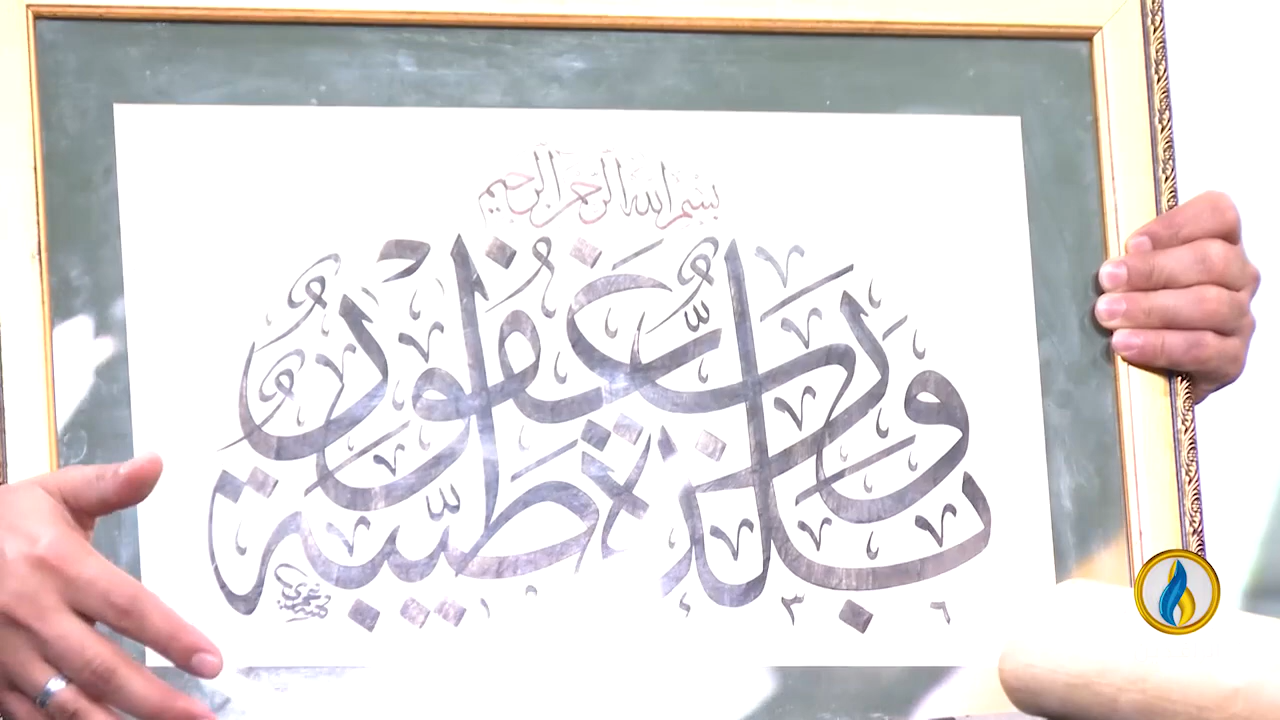 بسم الله الرحمن الرحيم
بلدة طيبة ورب غفور